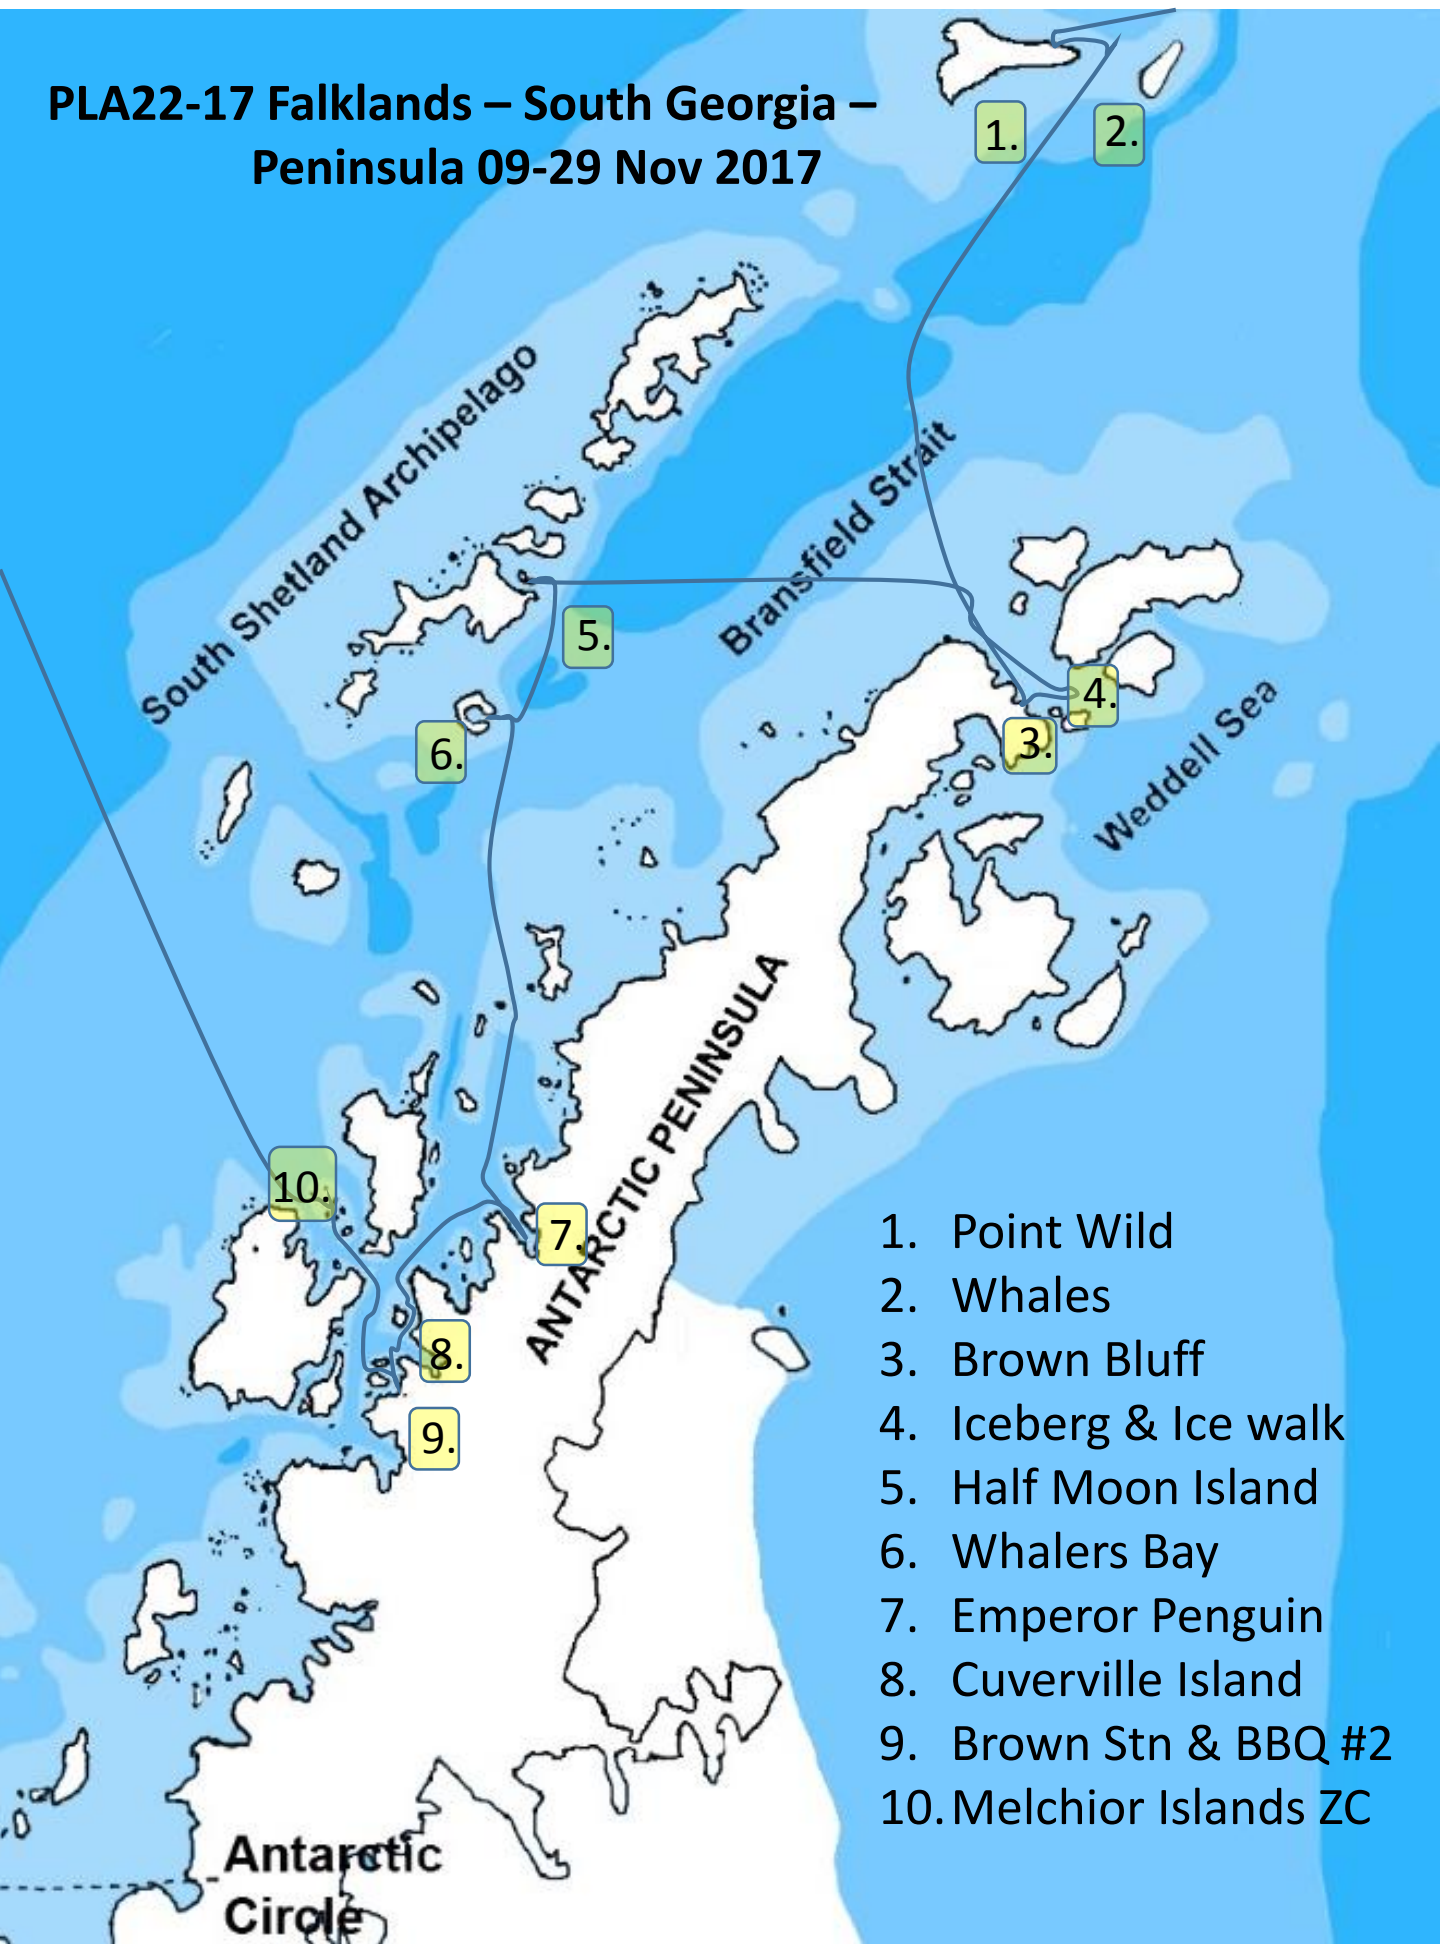 PLA22-17 Falklands – South Georgia –
Peninsula 09-29 Nov 2017
1.
2.
South Shetland Archipelago
Bransfield Strait
5.
4.
3.
6.
Weddell Sea
ANTARCTIC PENINSULA
10.
7.
8.
9.
1. Point Wild
2. Whales
3. Brown Bluff
4. Iceberg & Ice walk
5. Half Moon Island
6. Whalers Bay
7. Emperor Penguin
8. Cuverville Island
9. Brown Stn & BBQ #2
10. Melchior Islands ZC
Antarctic
Circle